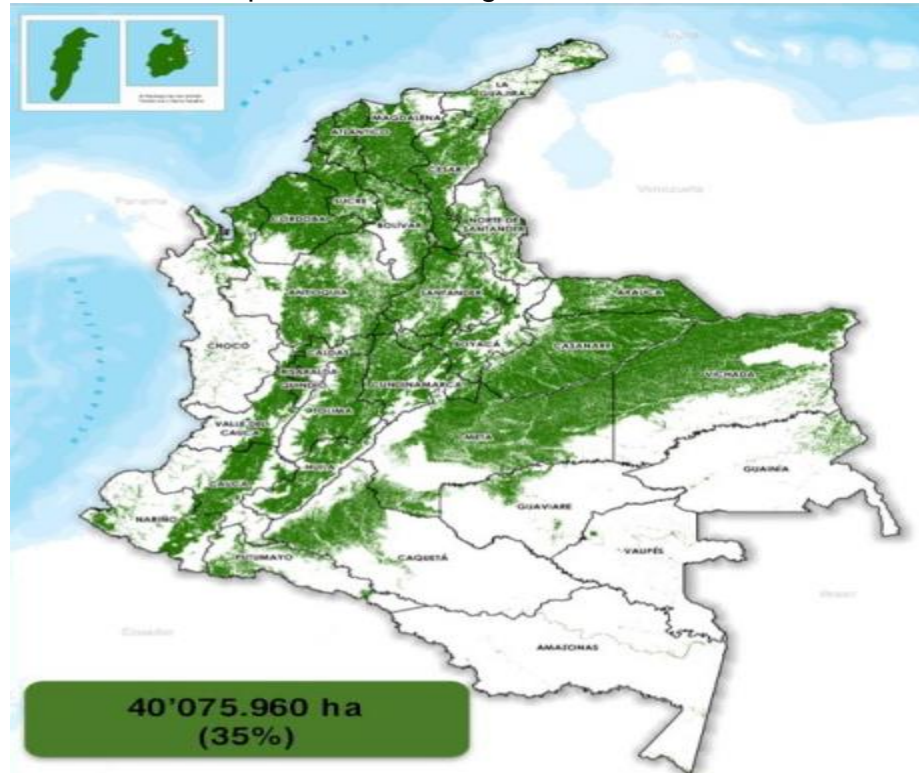 LA
GUAJIRA
MAGDALENA
ATLÁNTICO
CESAR
Panamá
Venezuela
SUCRE
CÓRDOBA
BOLÍVAR
NORTE DE
SANTANDER
ANTIOQUIA
SANTANDER
ARAUCA
CHOCÓ
BOYACÁ
CASANARE
CALDAS
RISARALDA
QUINDÍO
CUNDINAMARCA
VICHADA
TOLIMA
VALLE DEL
CAUCA
META
HUILA
GUAINÍA
CAUCA
GUAVIARE
NARIÑO
PUTUMAYO
CAQUETÁ
VAUPÉS
Ecuador
AMAZONAS
40'075.960 ha
(35%)